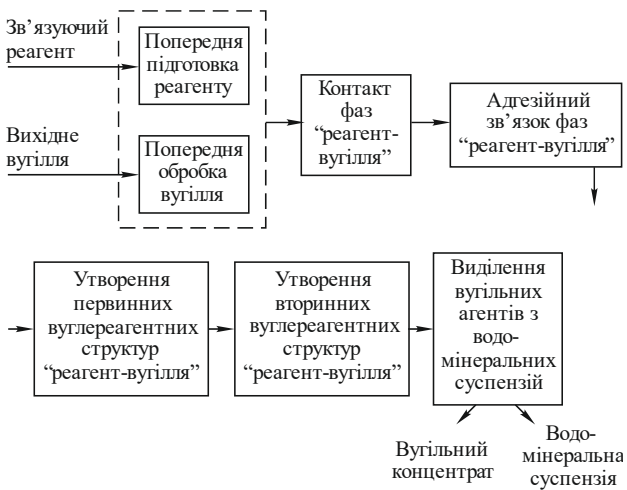 Зв’язуючий
реагент
Попередня
підготовка
реагенту
Вихідне
вугілля
Попередня
обробка
вугілля
Контакт
фаз
“реагент-
вугілля”
Адгезійний
зв’язок фаз
“реагент-вугілля”
Утворення
первинних
вуглереагентних
структур
“реагент-вугілля”
Утворення
вторинних
вуглереагентних
структур
“реагент-вугілля”
Виділення
вугільних
агентів з
водо-
мінеральних
суспензій
Вугільний
концентрат
Водо-
мінеральна
суспензія